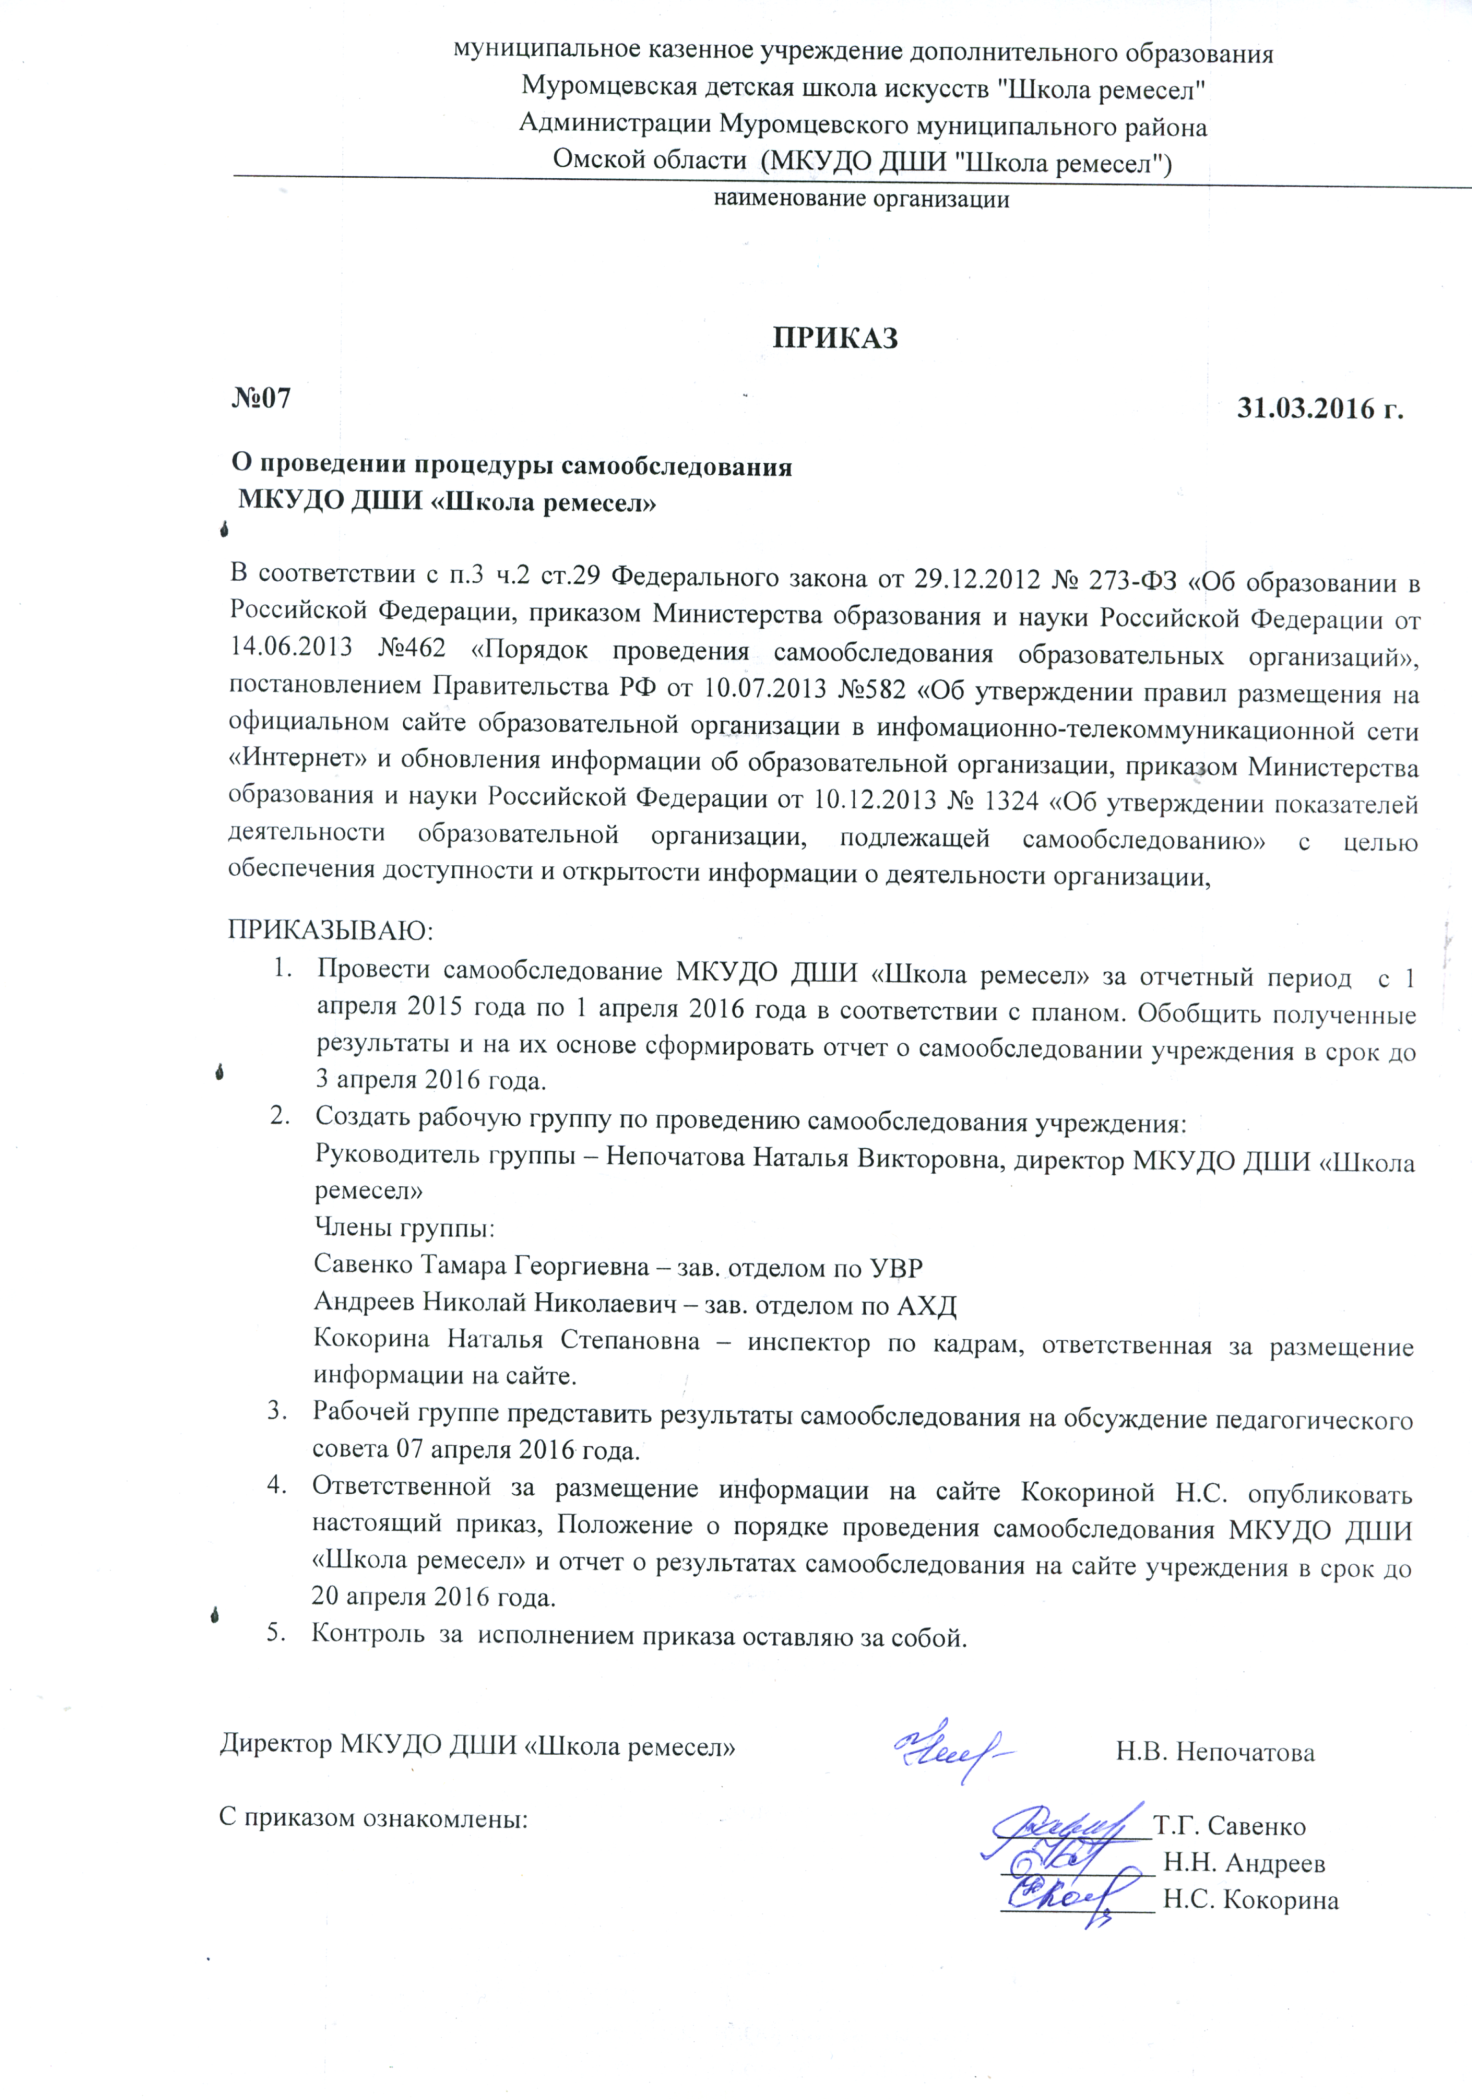 муниципальное казенное учреждение дополнительного образования
Муромцевская детская школа искусств "Школа ремесел"
Администрации Муромцевского муниципального района
Омской области (МКУДО ДШИ "Школа ремесел")
наименование организации
ПРИКАЗ
№07
31.03.2016 г.
О проведении процедуры самообследования
МКУДО ДШИ «Школа ремесел»
В соответствии с п.3 ч.2 ст.29 Федерального закона от 29.12.2012 № 273-ФЗ «Об образовании в
Российской Федерации, приказом Министерства образования и науки Российской Федерации от
14.06.2013 №462 «Порядок проведения самообследования образовательных организаций»,
постановлением Правительства РФ от 10.07.2013 №582 «Об утверждении правил размещения на
официальном сайте образовательной организации в инфомационно-телекоммуникационной сети
«Интернет» и обновления информации об образовательной организации, приказом Министерства
образования и науки Российской Федерации от 10.12.2013 № 1324 «Об утверждении показателей
деятельности образовательной организации, подлежащей самообследованию» с целью
обеспечения доступности и открытости информации о деятельности организации,
ПРИКАЗЫВАЮ:
1. Провести самообследование МКУДО ДШИ «Школа ремесел» за отчетный период с 1
апреля 2015 года по 1 апреля 2016 года в соответствии с планом. Обобщить полученные
результаты и на их основе сформировать отчет о самообследовании учреждения в срок до
3 апреля 2016 года.
2. Создать рабочую группу по проведению самообследования учреждения:
Руководитель группы – Непочатова Наталья Викторовна, директор МКУДО ДШИ «Школа
ремесел»
Члены группы:
Савенко Тамара Георгиевна – зав. отделом по УВР
Андреев Николай Николаевич – зав. отделом по АХД
Кокорина Наталья Степановна – инспектор по кадрам, ответственная за размещение
информации на сайте.
3. Рабочей группе представить результаты самообследования на обсуждение педагогического
совета 07 апреля 2016 года.
4. Ответственной за размещение информации на сайте Кокориной Н.С. опубликовать
настоящий приказ, Положение о порядке проведения самообследования МКУДО ДШИ
«Школа ремесел» и отчет о результатах самообследования на сайте учреждения в срок до
20 апреля 2016 года.
5. Контроль за исполнением приказа оставляю за собой.
Директор МКУДО ДШИ «Школа ремесел» Н.В. Непочатова
С приказом ознакомлены: Т.Г. Савенко
Н.Н. Андреев
Н.С. Кокорина